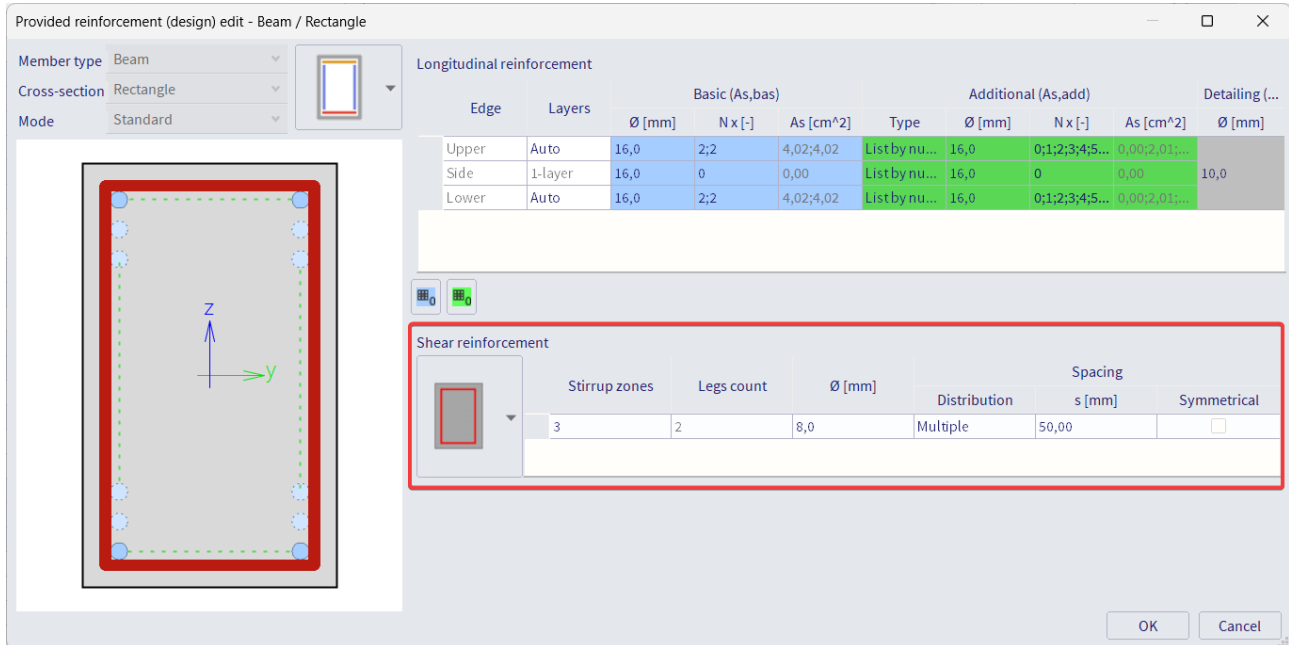 Provided reinforcement (design) edit - Beam / Rectangle
Member type Beam
Cross-section Rectangle
Mode Standard
z
y
Longitudinal reinforcement
Edge Layers Basic (As,bas) Additional (As,add) Detailing (...
Ø [mm] N x [-] As [cm^2] Type Ø [mm] N x [-] As [cm^2] Ø [mm]
Upper Auto 16,0 2;2 4,02;4,02 List by nu... 16,0 0;1;2;3;4;5... 0,00;2,01;...
Side 1-layer 16,0 0 0,00 List by nu... 16,0 0 0,00 10,0
Lower Auto 16,0 2;2 4,02;4,02 List by nu... 16,0 0;1;2;3;4;5... 0,00;2,01;...
0 0
Shear reinforcement
Stirrup zones Legs count Ø [mm] Spacing
Distribution s [mm] Symmetrical
3 2 8,0 Multiple 50,00
OK Cancel